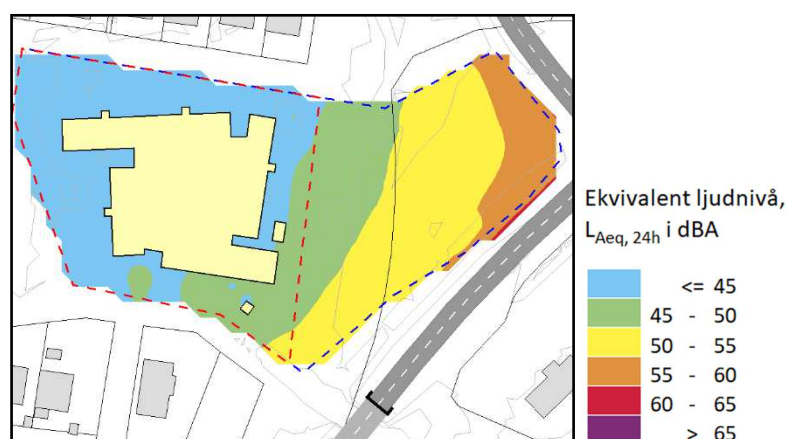 Ekvivalent ljudnivå,
LAeq, 24h i dBA
<= 45
45 - 50
50 - 55
55 - 60
60 - 65
> 65